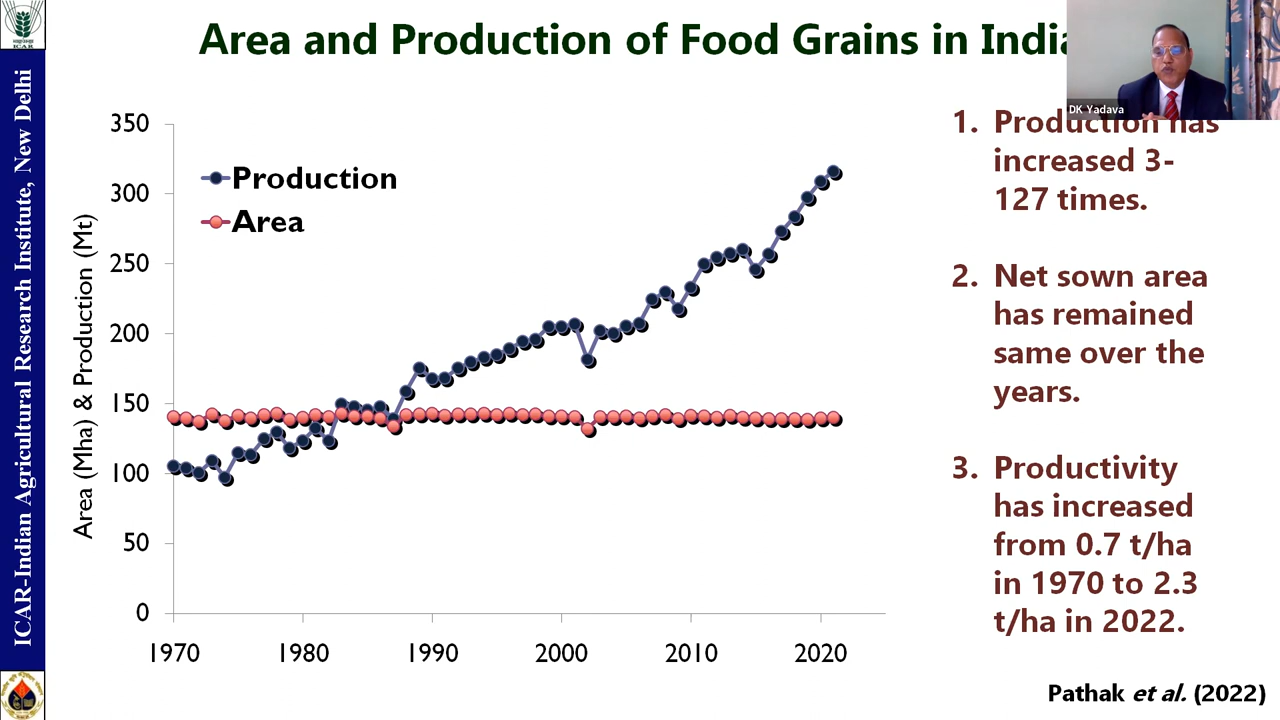 Area and Production of Food Grains in India
DK Yadava
ICAR-Indian Agricultural Research Institute, New Delhi
ICAR
Area (Mha) & Production (Mt)
350
300
250
200
150
100
50
0
Production
Area
1970
1980
1990
2000
2010
2020
1. Production has
increased 3-
127 times.
2. Net sown area
has remained
same over the
years.
3. Productivity
has increased
from 0.7 t/ha
in 1970 to 2.3
t/ha in 2022.
Pathak et al. (2022)